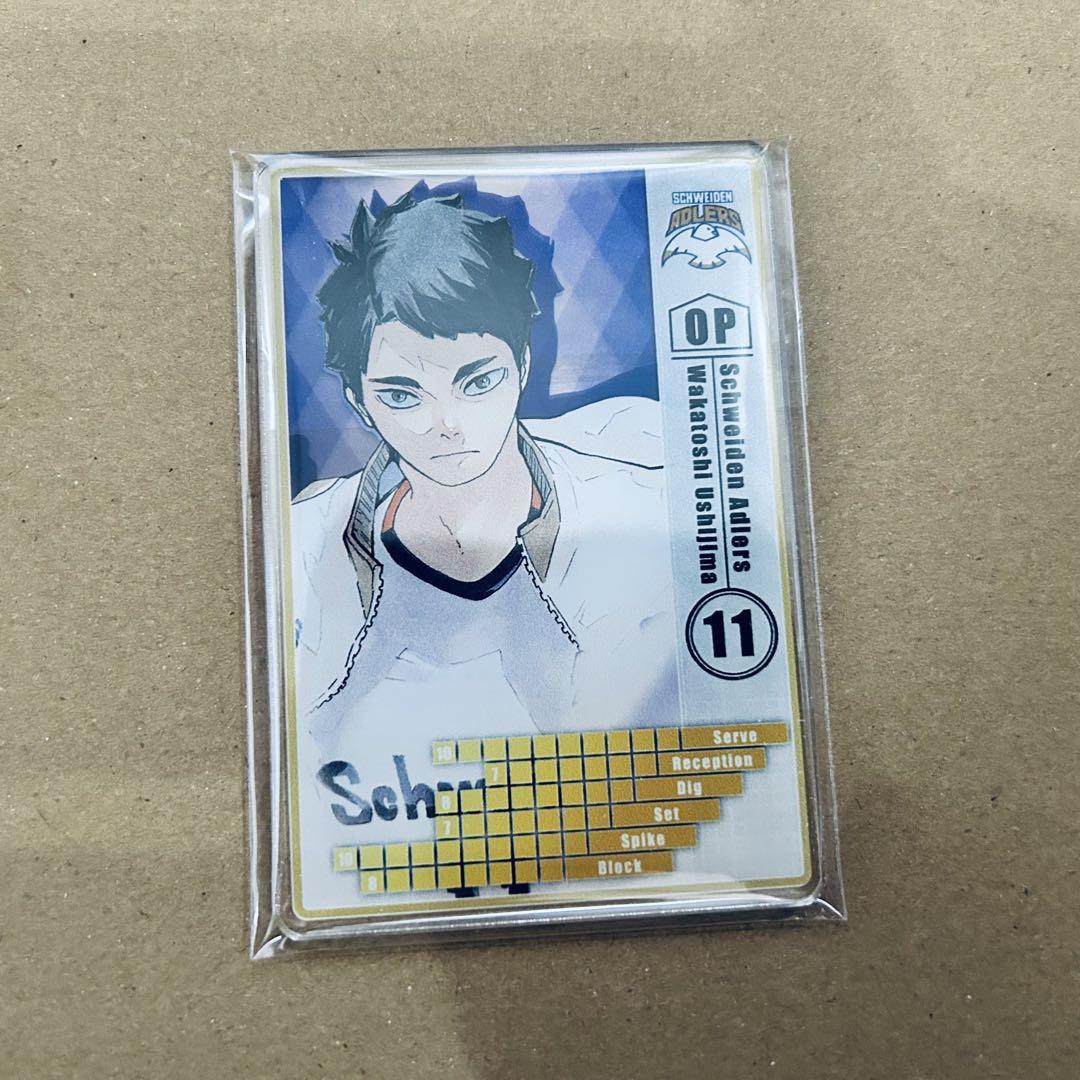 SCHWEIDEN
ADLERS
OP
Schweiden Adlers
Wakatoshi Ushijima
11
10 Serve
7 Reception
8 Dig
7 Set
10 Spike
8 Block
Schw